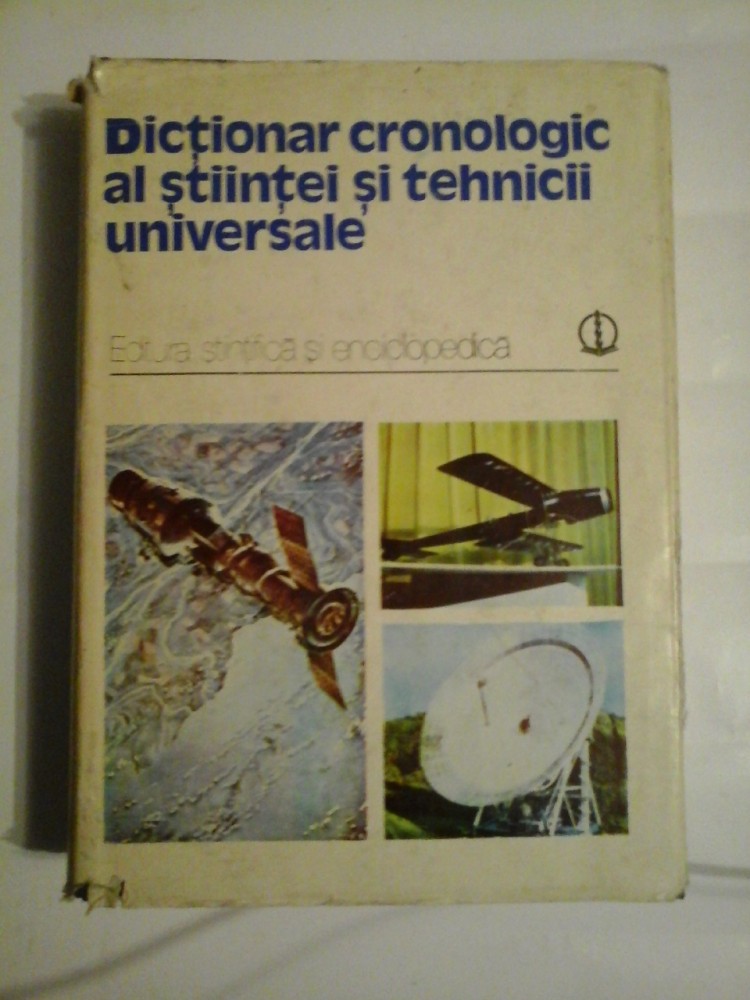 Dicționar cronologic
al științei și tehnicii
universale
Editura științifică și enciclopedică